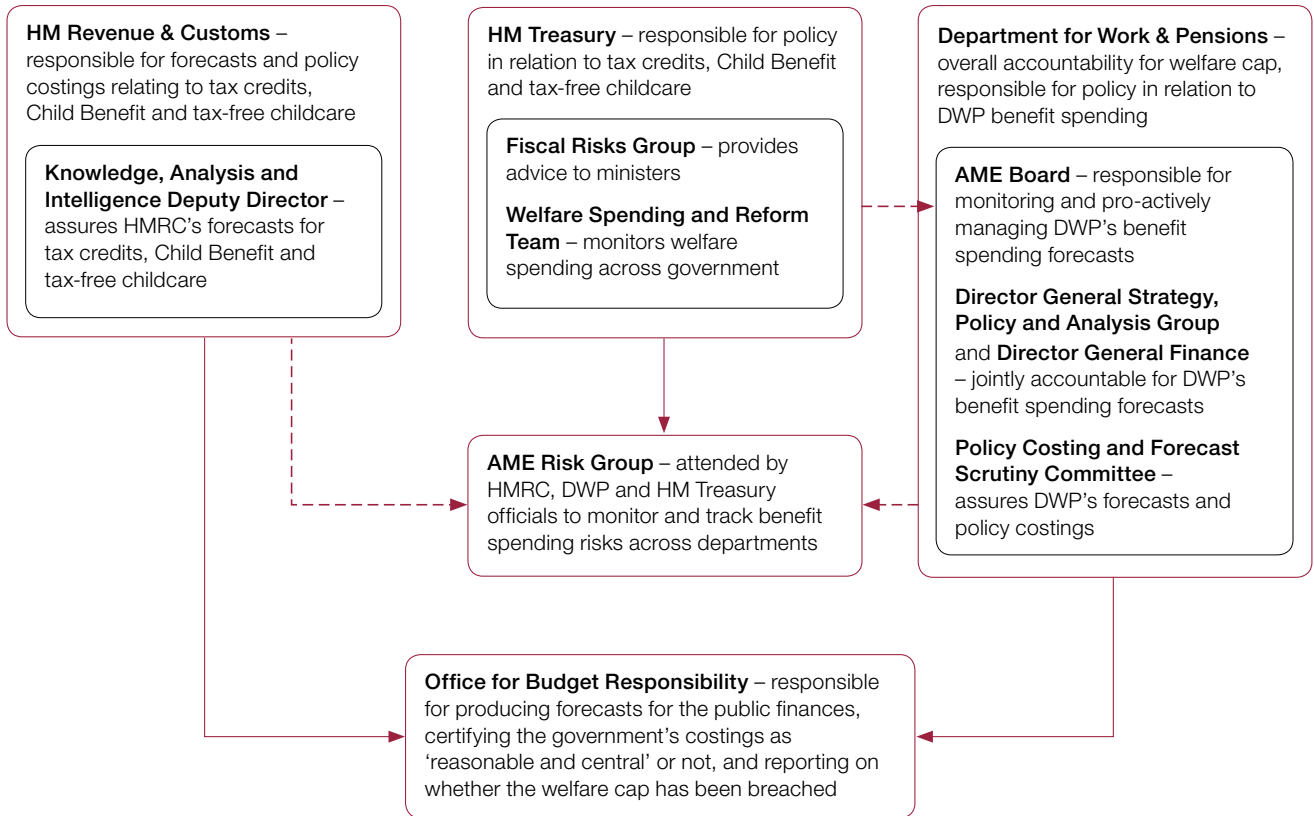 HM Revenue & Customs –
responsible for forecasts and policy
costings relating to tax credits,
Child Benefit and tax-free childcare
Knowledge, Analysis and
Intelligence Deputy Director –
assures HMRC's forecasts for
tax credits, Child Benefit and
tax-free childcare
HM Treasury – responsible for policy
in relation to tax credits, Child Benefit
and tax-free childcare
Fiscal Risks Group – provides
advice to ministers
Welfare Spending and Reform
Team – monitors welfare
spending across government
Department for Work & Pensions –
overall accountability for welfare cap,
responsible for policy in relation to
DWP benefit spending
AME Board – responsible for
monitoring and pro-actively
managing DWP's benefit
spending forecasts
Director General Strategy,
Policy and Analysis Group
and Director General Finance
– jointly accountable for DWP's
benefit spending forecasts
Policy Costing and Forecast
Scrutiny Committee –
assures DWP's forecasts and
policy costings
AME Risk Group – attended by
HMRC, DWP and HM Treasury
officials to monitor and track benefit
spending risks across departments
Office for Budget Responsibility – responsible
for producing forecasts for the public finances,
certifying the government's costings as
'reasonable and central' or not, and reporting on
whether the welfare cap has been breached